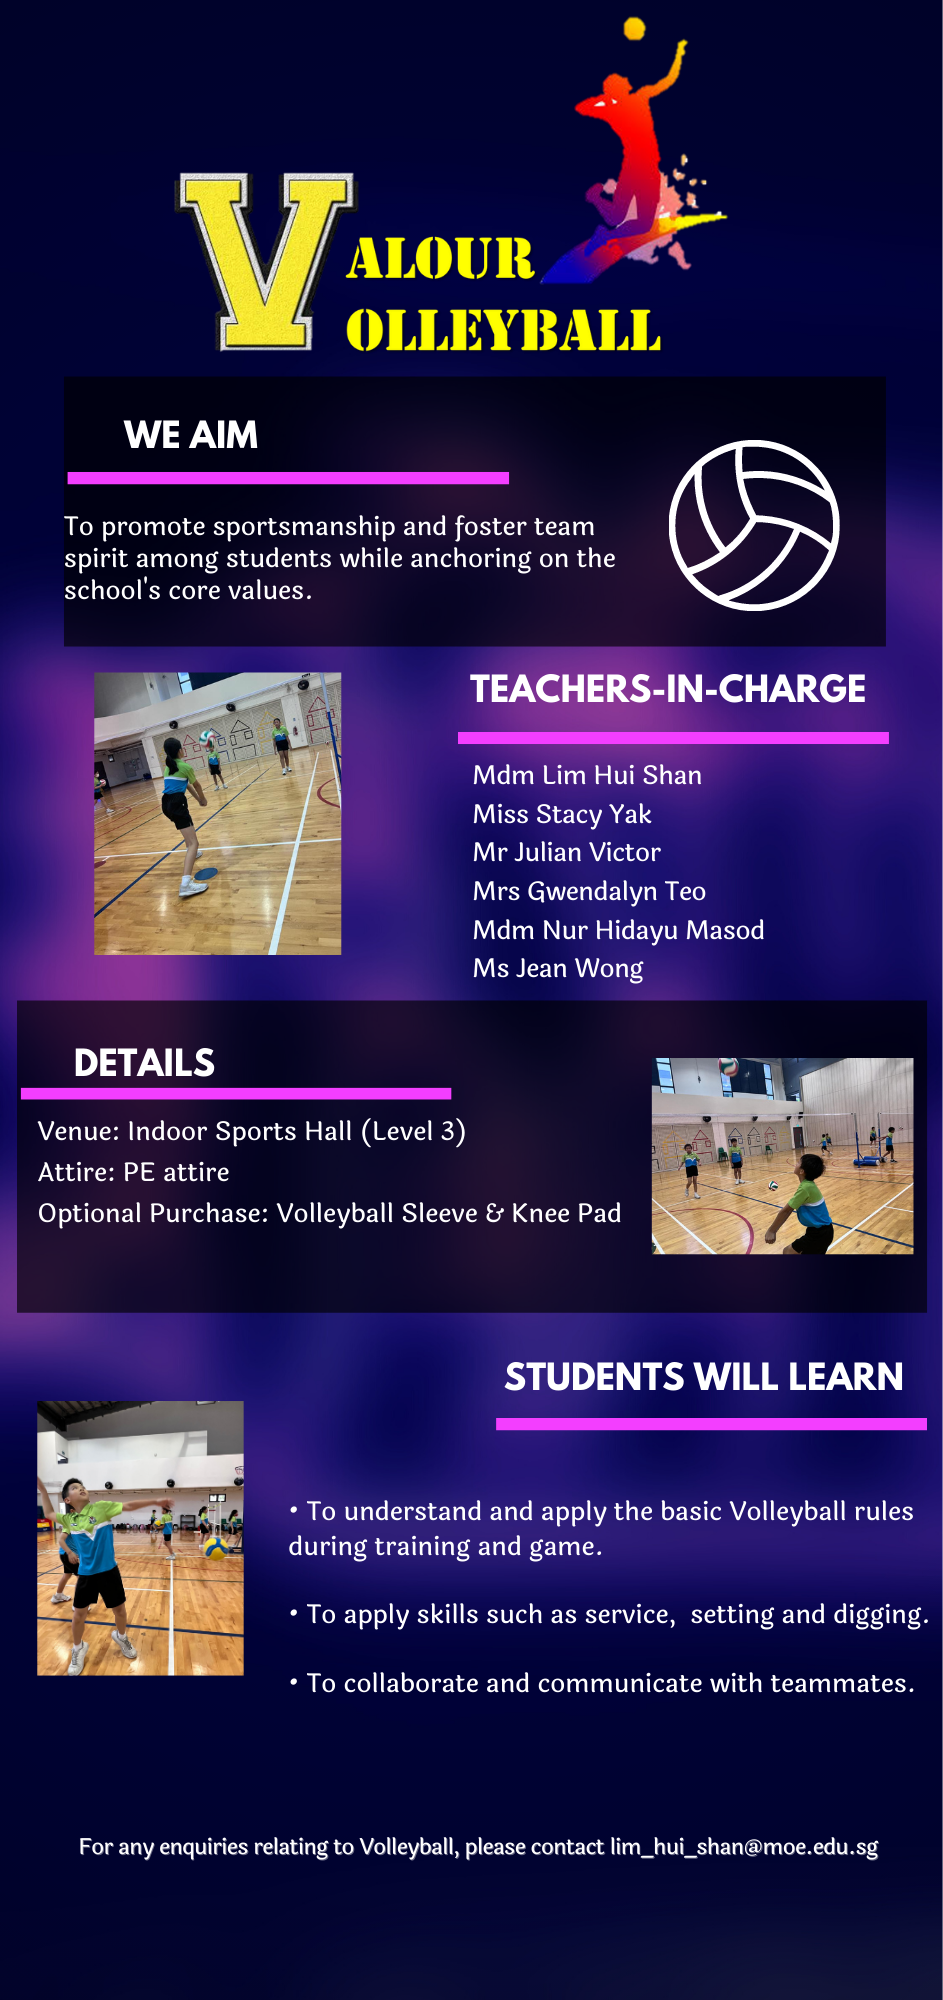 VALOUR
VOLLEYBALL
WE AIM
To promote sportsmanship and foster team
spirit among students while anchoring on the
school's core values.
TEACHERS-IN-CHARGE
Mdm Lim Hui Shan
Miss Stacy Yak
Mr Julian Victor
Mrs Gwendalyn Teo
Mdm Nur Hidayu Masod
Ms Jean Wong
DETAILS
Venue: Indoor Sports Hall (Level 3)
Attire: PE attire
Optional Purchase: Volleyball Sleeve & Knee Pad
STUDENTS WILL LEARN
• To understand and apply the basic Volleyball rules
during training and game.
• To apply skills such as service,  setting and digging.
• To collaborate and communicate with teammates.
For any enquiries relating to Volleyball, please contact lim_hui_shan@moe.edu.sg